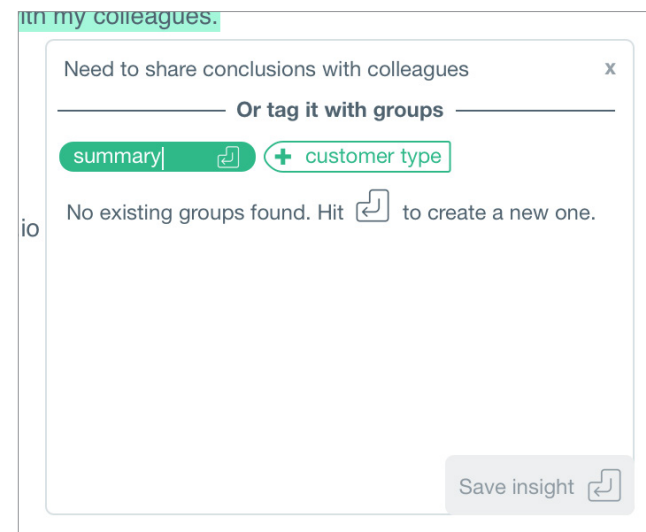 ith my colleagues.
Need to share conclusions with colleagues x
Or tag it with groups
summary + customer type
No existing groups found. Hit to create a new one.
io
Save insight